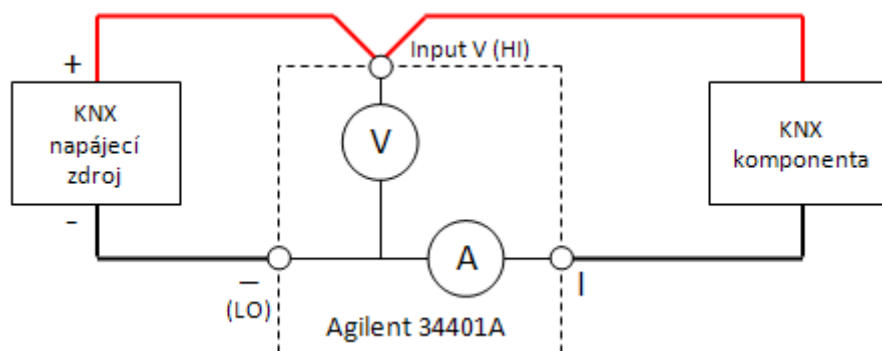 Input V (HI)
+
KNX
napájecí
zdroj
-
V
KNX
komponenta
A
–
(LO)
I
Agilent 34401A